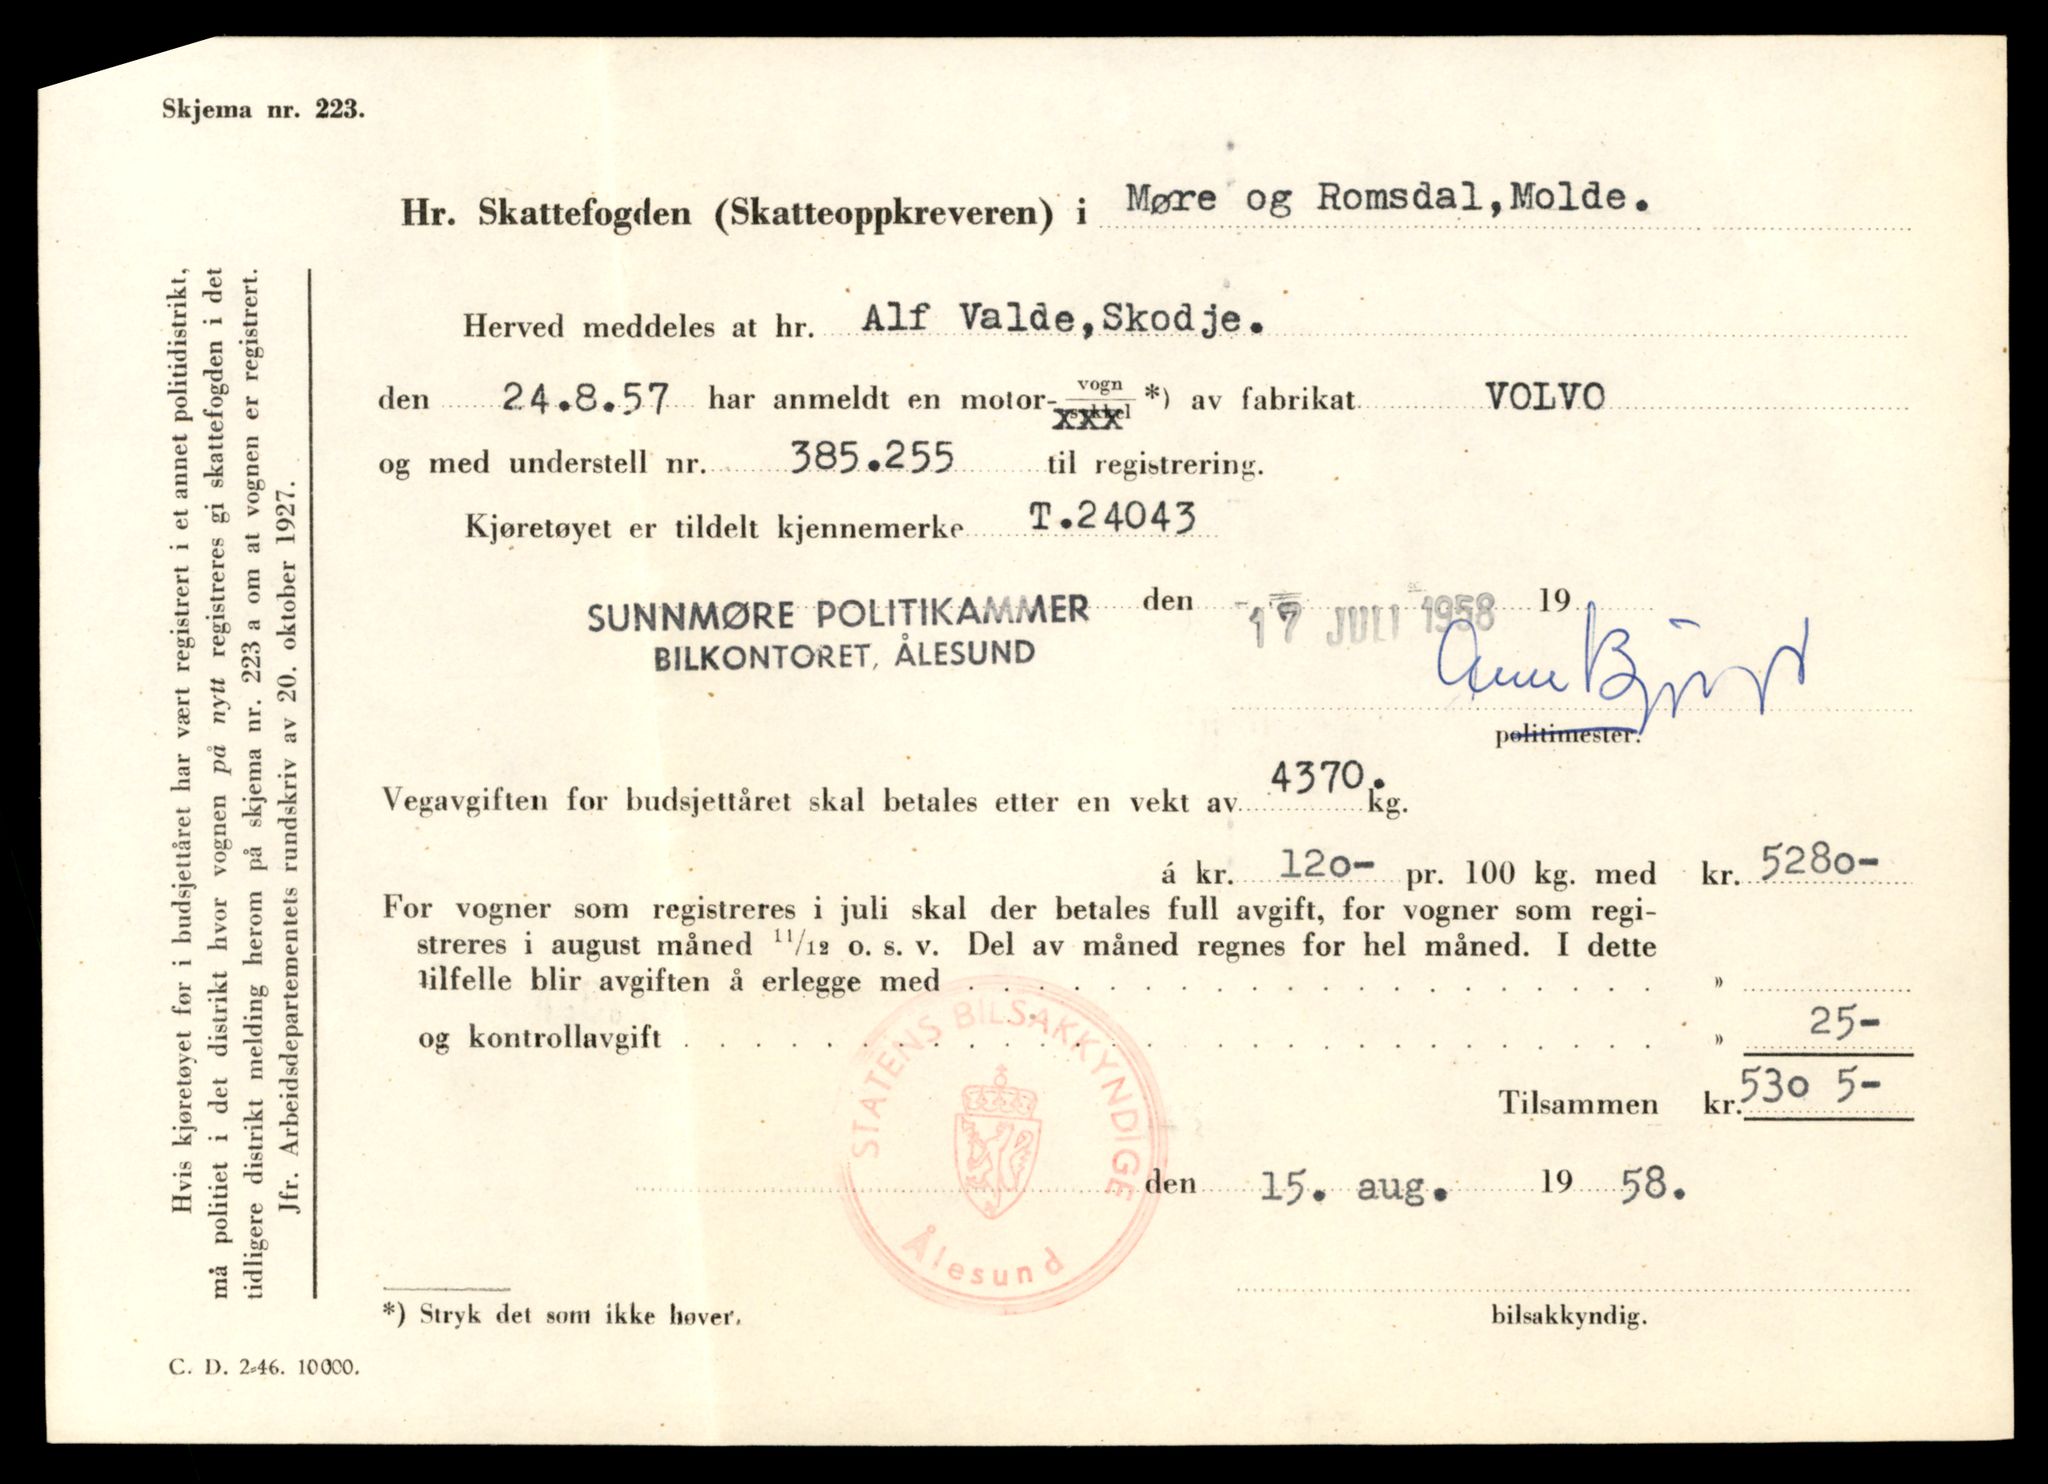 Skjema nr. 223.
Hr. Skattefogden (Skatteoppkreveren) i Møre og Romsdal, Molde.
Herved meddeles at hr. Alf Valde, Skodje.
den 24.8.57 har anmeldt en motor- vogn / sykkel *) av fabrikat VOLVO
og med understell nr. 385.255 til registrering.
Kjøretøyet er tildelt kjennemerke T.24043
SUNNMØRE POLITIKAMMER den 17 JULI 1958 19
BILKONTORET, ÅLESUND
politimester.
Vegavgiften for budsjettåret skal betales etter en vekt av 4370. kg.
á kr. 120- pr. 100 kg. med kr. 5280-
For vogner som registreres i juli skal der betales full avgift, for vogner som regi-
streres i august måned 11/12 o. s. v. Del av måned regnes for hel måned. I dette
tilfelle blir avgiften å erlegge med . . . »
og kontrollavgift . . . » 25-
Tilsammen kr. 530 5-
STATENS BILSAKKYNDIGE
Ålesund
den 15. aug. 19 58.
bilsakkyndig.
*) Stryk det som ikke høver.
C. D. 2-46. 10000.
Hvis kjøretøyet før i budsjettåret har vært registrert i et annet politidistrikt,
må politiet i det distrikt hvor vognen på nytt registreres gi skattefogden i det
tidligere distrikt melding herom på skjema nr. 223 a om at vognen er registrert.
Jfr. Arbeidsdepartementets rundskriv av 20. oktober 1927.